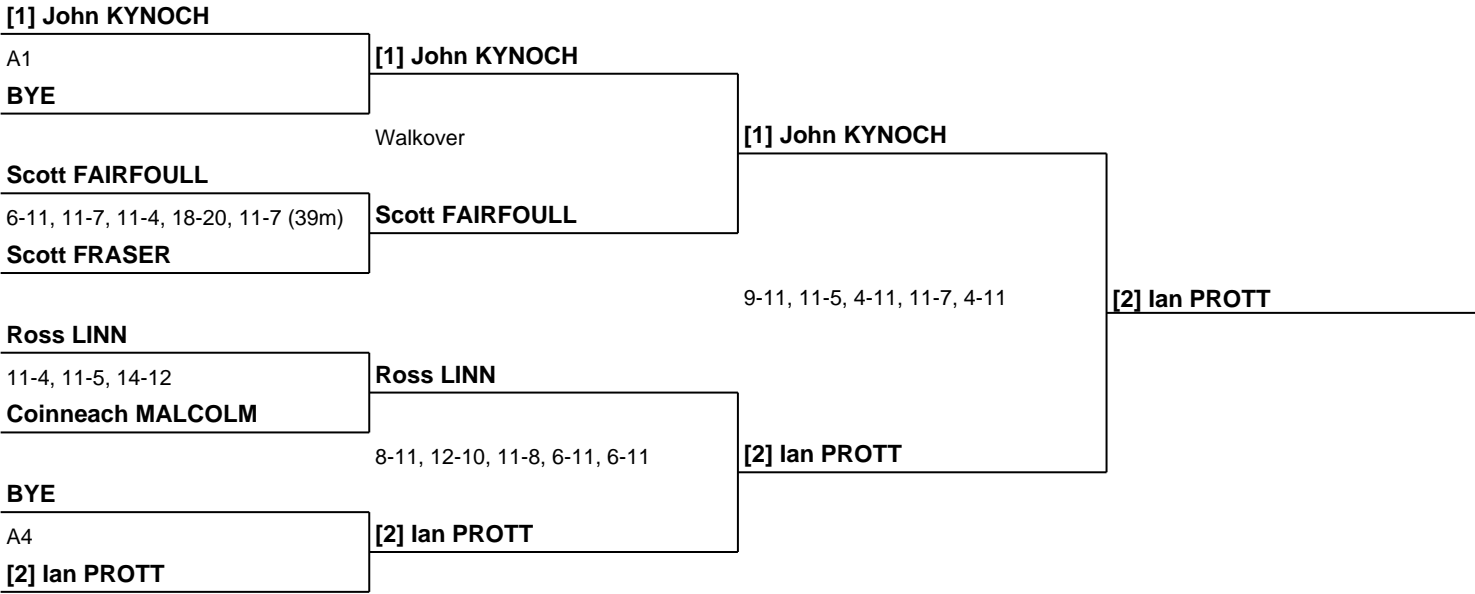 [1] John KYNOCH
A1
BYE
Scott FAIRFOULL
6-11, 11-7, 11-4, 18-20, 11-7 (39m)
Scott FRASER
Ross LINN
11-4, 11-5, 14-12
Coinneach MALCOLM
BYE
A4
[2] Ian PROTT
[1] John KYNOCH
Walkover
Scott FAIRFOULL
Ross LINN
8-11, 12-10, 11-8, 6-11, 6-11
[2] Ian PROTT
[1] John KYNOCH
9-11, 11-5, 4-11, 11-7, 4-11
[2] Ian PROTT
[2] Ian PROTT